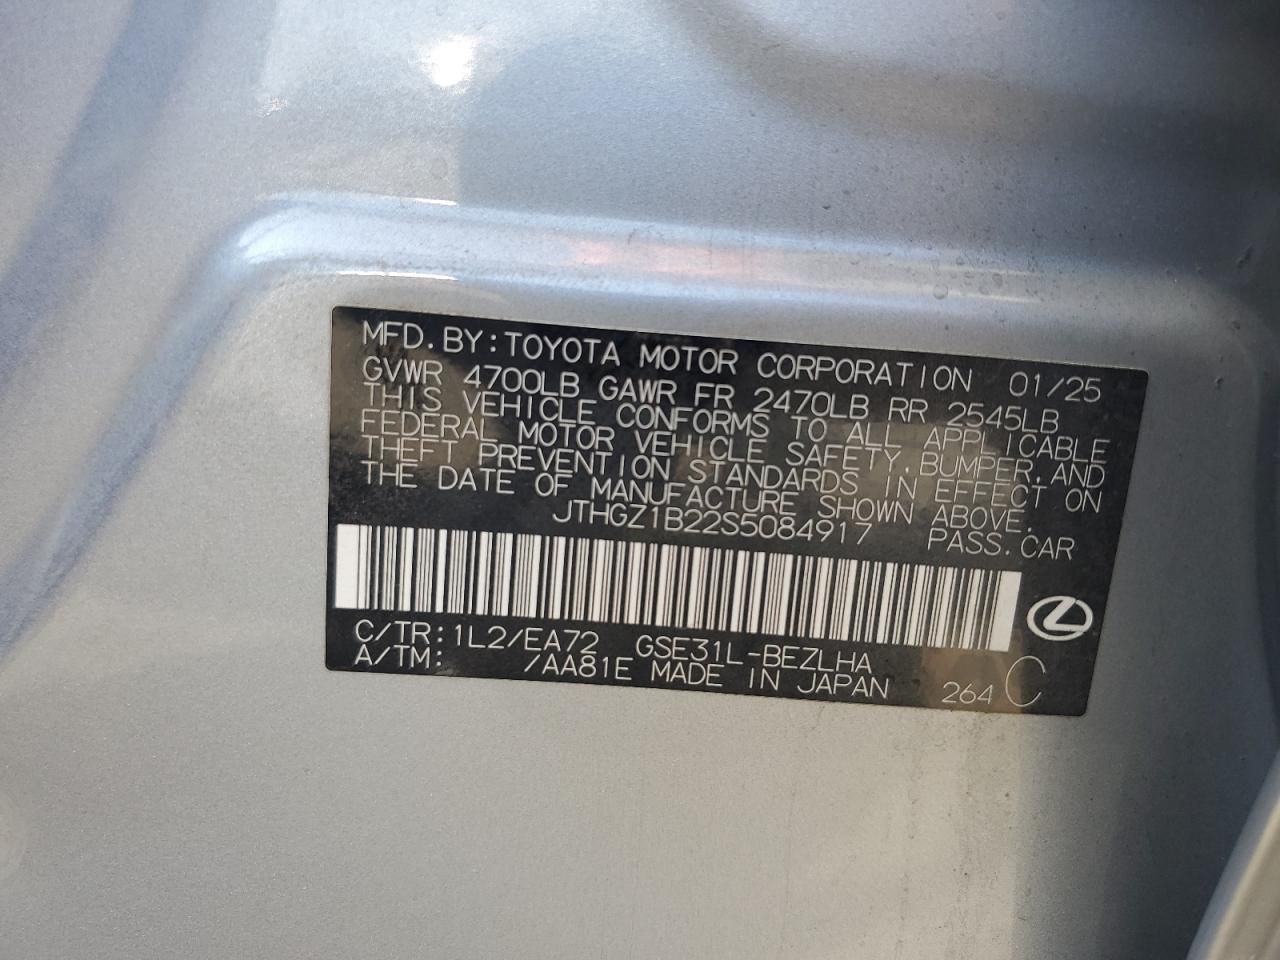 MFD. BY: TOYOTA MOTOR CORPORATION 01/25
GVWR 4700LB GAWR FR 2470LB RR 2545LB
THIS VEHICLE CONFORMS TO ALL APPLICABLE
FEDERAL MOTOR VEHICLE SAFETY, BUMPER, AND
THEFT PREVENTION STANDARDS IN EFFECT ON
THE DATE OF MANUFACTURE SHOWN ABOVE.
JTHGZ1B22S5084917 PASS. CAR
C/TR: 1L2/EA72 GSE31L-BEZLHA
A/TM: /AA81E MADE IN JAPAN 264 C